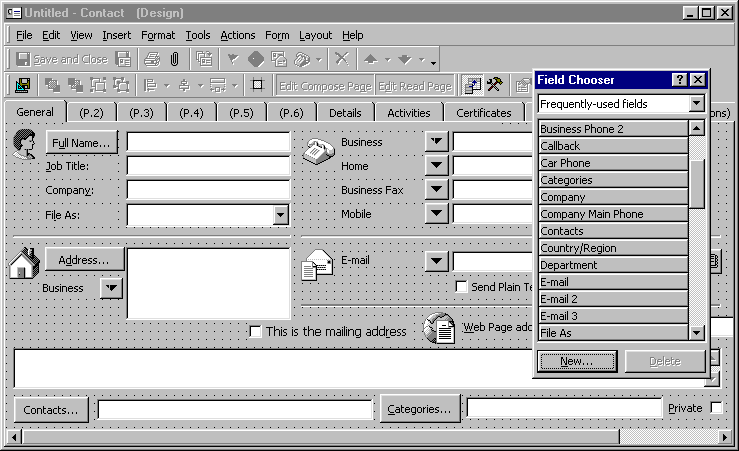 Untitled - Contact (Design)
File Edit View Insert Format Tools Actions Form Layout Help
Save and Close
Edit Compose Page Edit Read Page
General (P.2) (P.3) (P.4) (P.5) (P.6) Details Activities Certificates ons)
Full Name... Business
Job Title: Home
Company: Business Fax
File As: Mobile
Address... E-mail
Business Send Plain Te
This is the mailing address Web Page add
Contacts... Categories... Private
Field Chooser
Frequently-used fields
Business Phone 2
Callback
Car Phone
Categories
Company
Company Main Phone
Contacts
Country/Region
Department
E-mail
E-mail 2
E-mail 3
File As
New... Delete